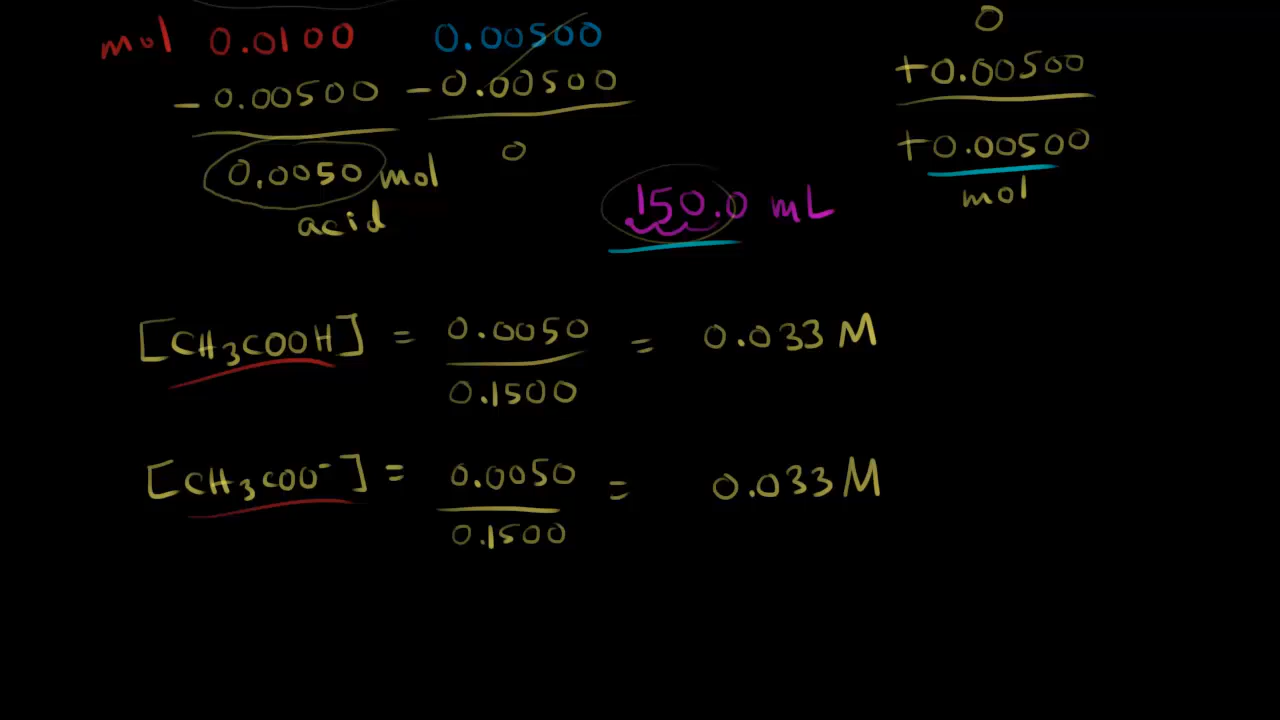 mol 0.0100 0.00500 0
- 0.00500 - 0.00500 +0.00500
0.0050 mol 0 +0.00500
acid 150.0 mL mol
[CH3COOH] = 0.0050 / 0.1500 = 0.033 M
[CH3COO⁻] = 0.0050 / 0.1500 = 0.033 M